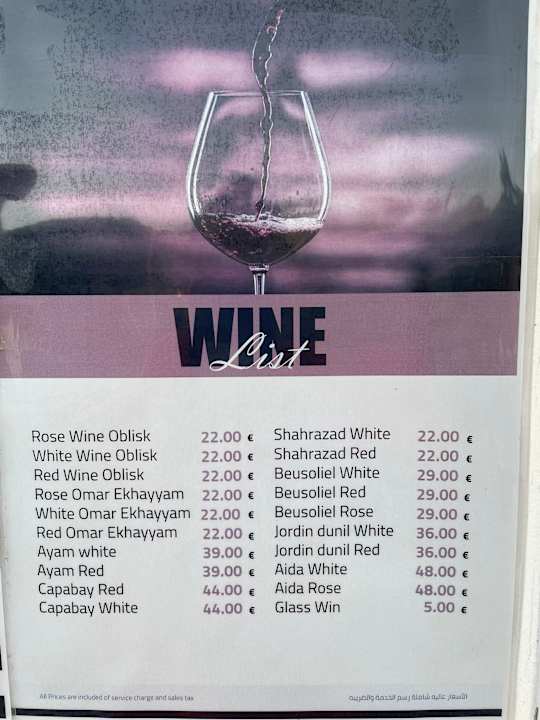 WINE
List
Rose Wine Oblisk 22.00 €
White Wine Oblisk 22.00 €
Red Wine Oblisk 22.00 €
Rose Omar Ekhayyam 22.00 €
White Omar Ekhayyam 22.00 €
Red Omar Ekhayyam 22.00 €
Ayam white 39.00 €
Ayam Red 39.00 €
Capabay Red 44.00 €
Capabay White 44.00 €
Shahrazad White 22.00 €
Shahrazad Red 22.00 €
Beusoliel White 29.00 €
Beusoliel Red 29.00 €
Beusoliel Rose 29.00 €
Jordin dunil White 36.00 €
Jordin dunil Red 36.00 €
Aida White 48.00 €
Aida Rose 48.00 €
Glass Win 5.00 €
All Prices are included of service charge and sales tax
الأسعار عاليه شاملة رسم الخدمة والضريبه